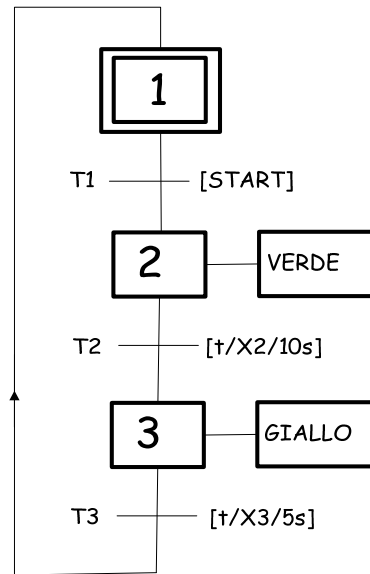 1
T1 [START]
2 VERDE
T2 [t/X2/10s]
3 GIALLO
T3 [t/X3/5s]